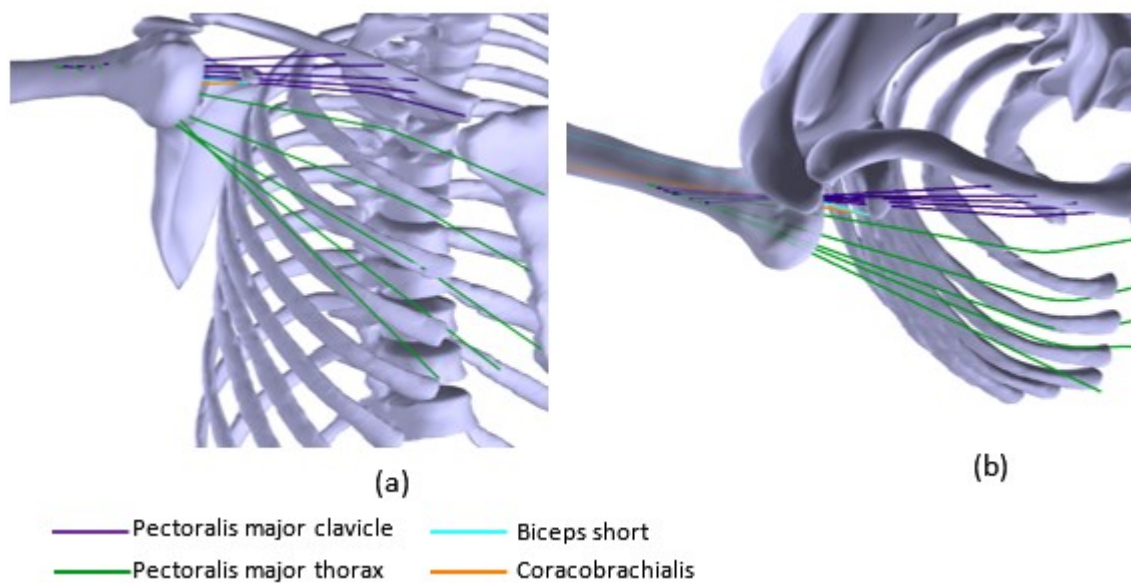 (a)
(b)
Pectoralis major clavicle
Biceps short
Pectoralis major thorax
Coracobrachialis